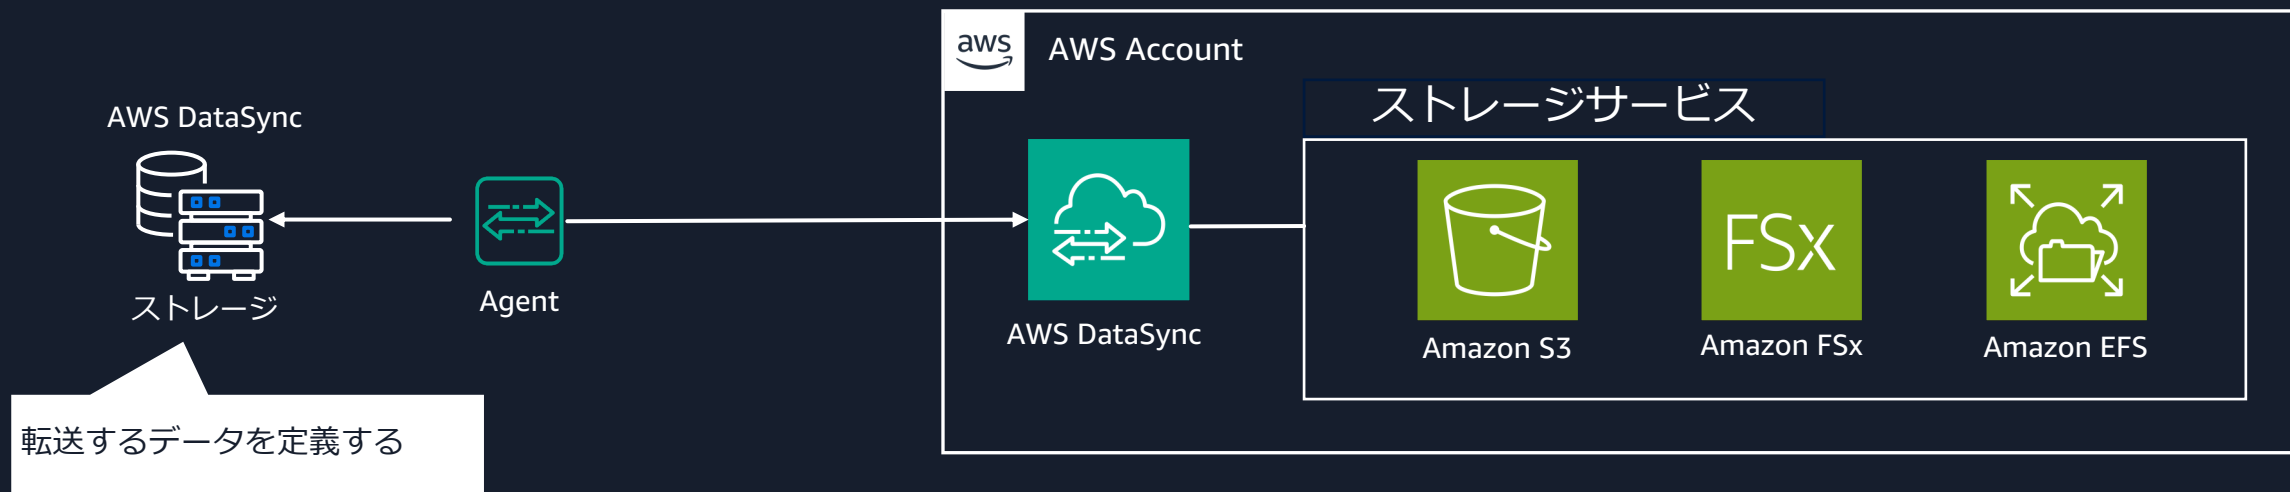 aws
AWS Account
ストレージサービス
AWS DataSync
ストレージ
Agent
AWS DataSync
FSx
Amazon S3
Amazon FSx
Amazon EFS
転送するデータを定義する